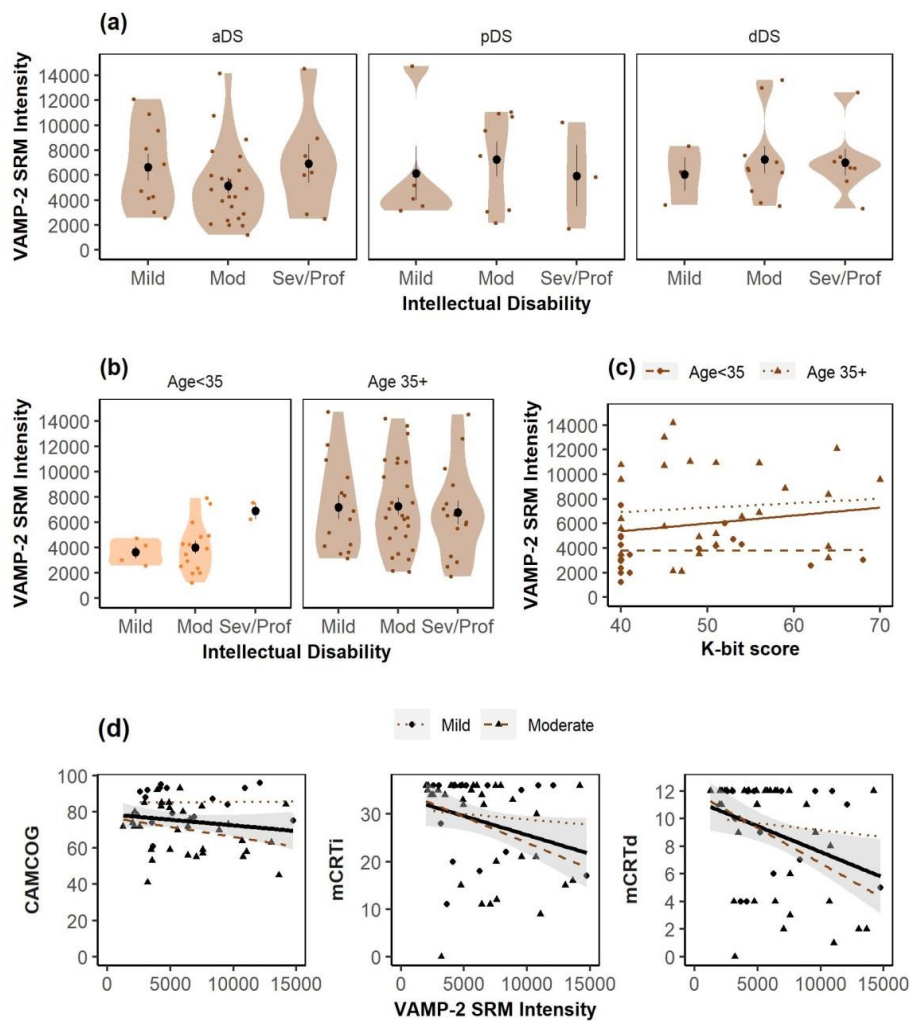 (a)
aDS pDS dDS
VAMP-2 SRM Intensity
14000
12000
10000
8000
6000
4000
2000
0
Mild Mod Sev/Prof Mild Mod Sev/Prof Mild Mod Sev/Prof
Intellectual Disability
(b)
Age<35 Age 35+
VAMP-2 SRM Intensity
14000
12000
10000
8000
6000
4000
2000
0
Mild Mod Sev/Prof Mild Mod Sev/Prof
Intellectual Disability
(c)
Age<35 Age 35+
VAMP-2 SRM Intensity
14000
12000
10000
8000
6000
4000
2000
0
40 50 60 70
K-bit score
(d)
Mild Moderate
CAMCOG
100
80
60
40
20
0
0 5000 10000 15000
mCRTi
30
20
10
0
0 5000 10000 15000
mCRTd
12
10
8
6
4
2
0
0 5000 10000 15000
VAMP-2 SRM Intensity